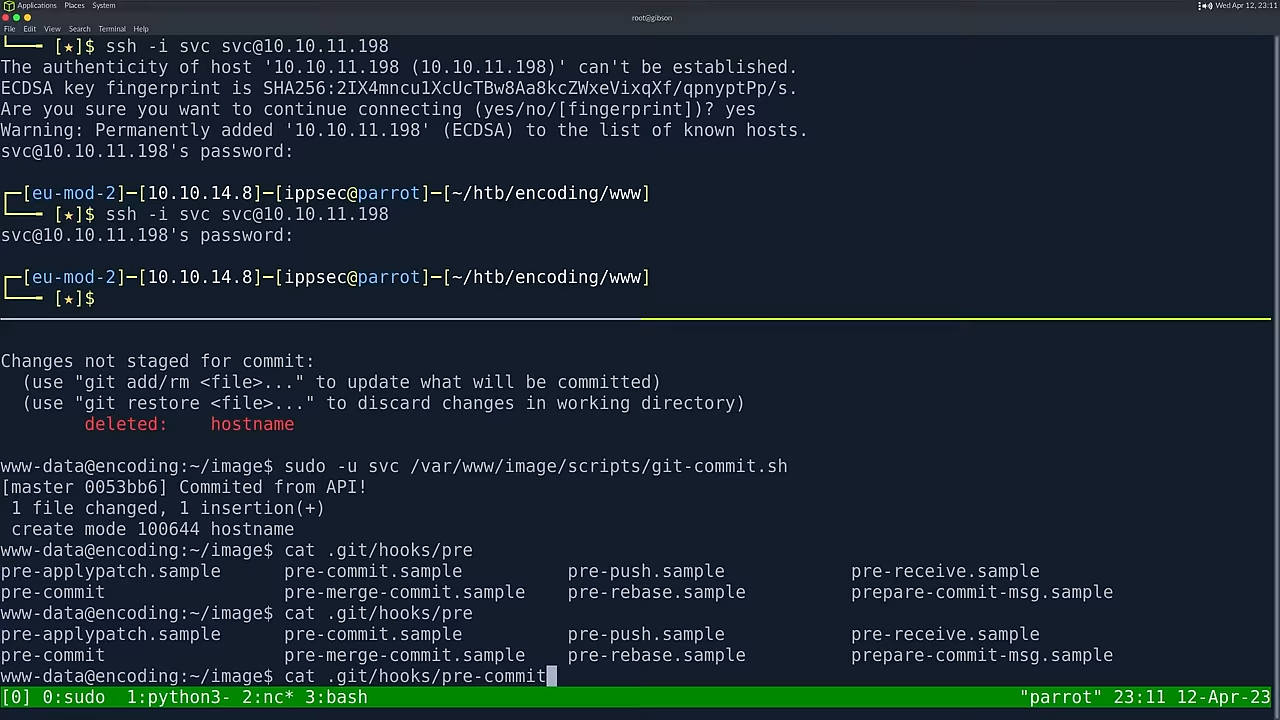 Applications Places System Wed Apr 12, 23:11
root@gibson
File Edit View Search Terminal Help
└── [★]$ ssh -i svc svc@10.10.11.198
The authenticity of host '10.10.11.198 (10.10.11.198)' can't be established.
ECDSA key fingerprint is SHA256:2IX4mncu1XcUcTBw8Aa8kcZWxeVixqXf/qpnyptPp/s.
Are you sure you want to continue connecting (yes/no/[fingerprint])? yes
Warning: Permanently added '10.10.11.198' (ECDSA) to the list of known hosts.
svc@10.10.11.198's password:
┌─[eu-mod-2]─[10.10.14.8]─[ippsec@parrot]─[~/htb/encoding/www]
└── [★]$ ssh -i svc svc@10.10.11.198
svc@10.10.11.198's password:
┌─[eu-mod-2]─[10.10.14.8]─[ippsec@parrot]─[~/htb/encoding/www]
└── [★]$
Changes not staged for commit:
  (use "git add/rm <file>..." to update what will be committed)
  (use "git restore <file>..." to discard changes in working directory)
        deleted:    hostname
www-data@encoding:~/image$ sudo -u svc /var/www/image/scripts/git-commit.sh
[master 0053bb6] Commited from API!
 1 file changed, 1 insertion(+)
 create mode 100644 hostname
www-data@encoding:~/image$ cat .git/hooks/pre
pre-applypatch.sample      pre-commit.sample          pre-push.sample            pre-receive.sample
pre-commit                 pre-merge-commit.sample    pre-rebase.sample          prepare-commit-msg.sample
www-data@encoding:~/image$ cat .git/hooks/pre
pre-applypatch.sample      pre-commit.sample          pre-push.sample            pre-receive.sample
pre-commit                 pre-merge-commit.sample    pre-rebase.sample          prepare-commit-msg.sample
www-data@encoding:~/image$ cat .git/hooks/pre-commit
[0] 0:sudo  1:python3- 2:nc* 3:bash "parrot" 23:11 12-Apr-23